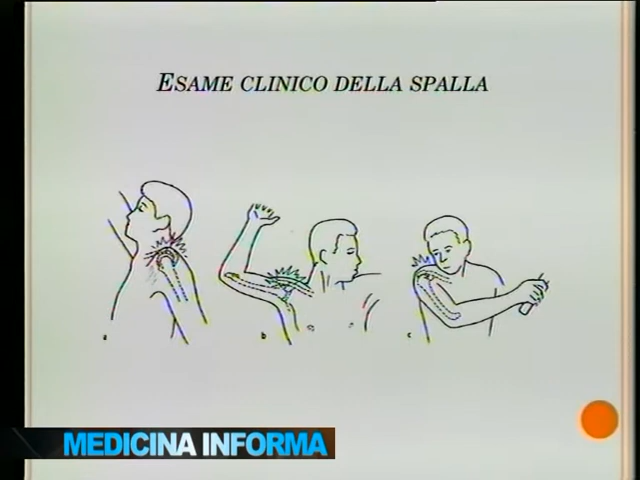 ESAME CLINICO DELLA SPALLA
a
b
c
MEDICINA INFORMA